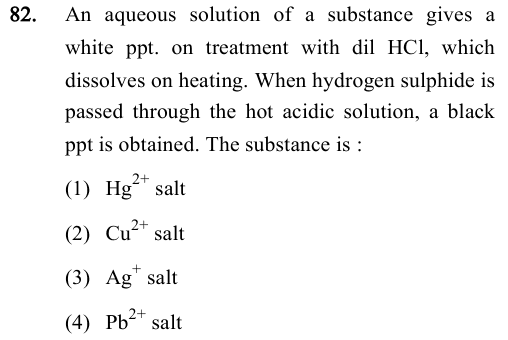 82. An aqueous solution of a substance gives a
white ppt. on treatment with dil HCl, which
dissolves on heating. When hydrogen sulphide is
passed through the hot acidic solution, a black
ppt is obtained. The substance is :
(1) Hg²⁺ salt
(2) Cu²⁺ salt
(3) Ag⁺ salt
(4) Pb²⁺ salt